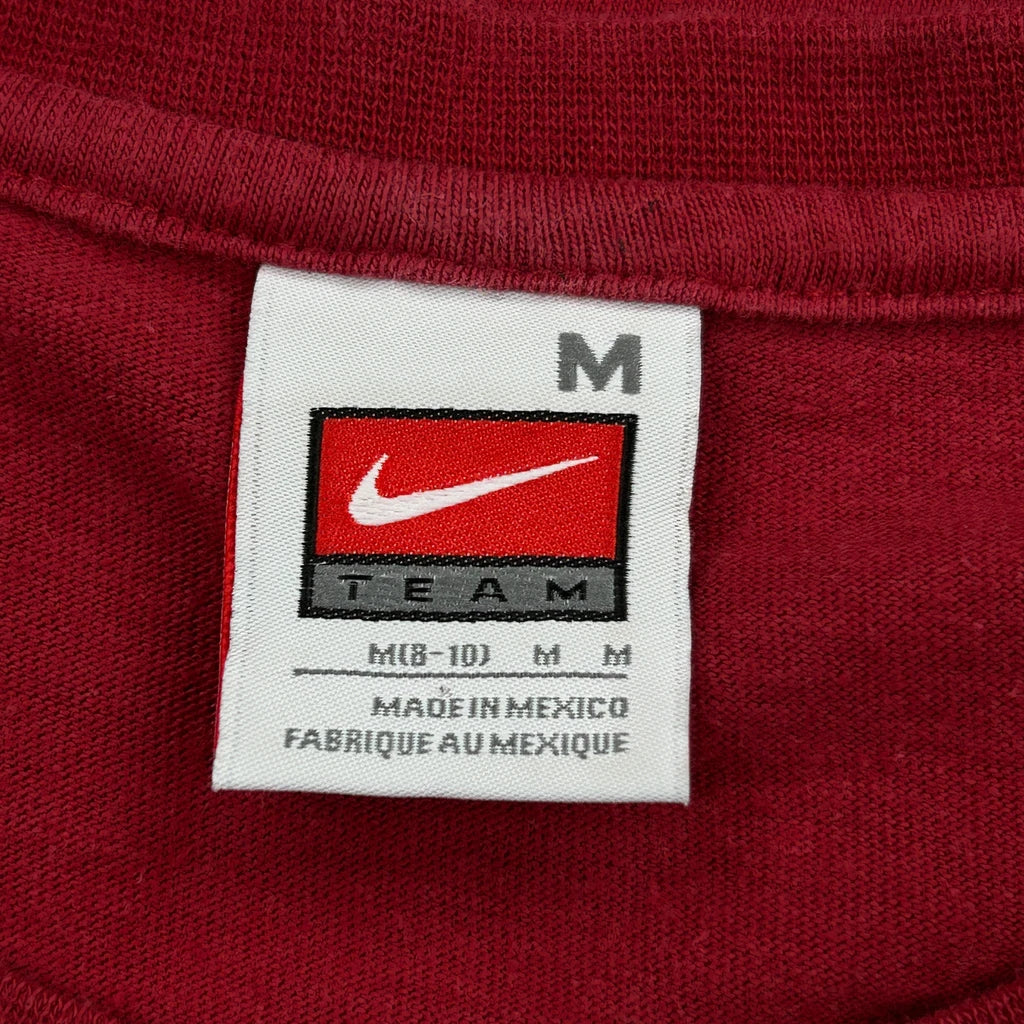 M
TEAM
M(8-10) M M
MADE IN MEXICO
FABRIQUE AU MEXIQUE